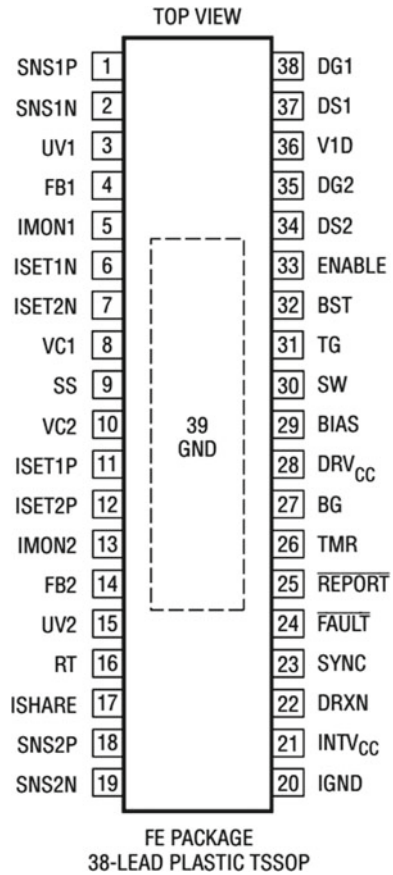 TOP VIEW
SNS1P 1 38 DG1
SNS1N 2 37 DS1
UV1 3 36 V1D
FB1 4 35 DG2
IMON1 5 34 DS2
ISET1N 6 33 ENABLE
ISET2N 7 32 BST
VC1 8 31 TG
SS 9 30 SW
VC2 10 29 BIAS
39
GND
ISET1P 11 28 DRVCC
ISET2P 12 27 BG
IMON2 13 26 TMR
FB2 14 25 REPORT
UV2 15 24 FAULT
RT 16 23 SYNC
ISHARE 17 22 DRXN
SNS2P 18 21 INTVCC
SNS2N 19 20 IGND
FE PACKAGE
38-LEAD PLASTIC TSSOP